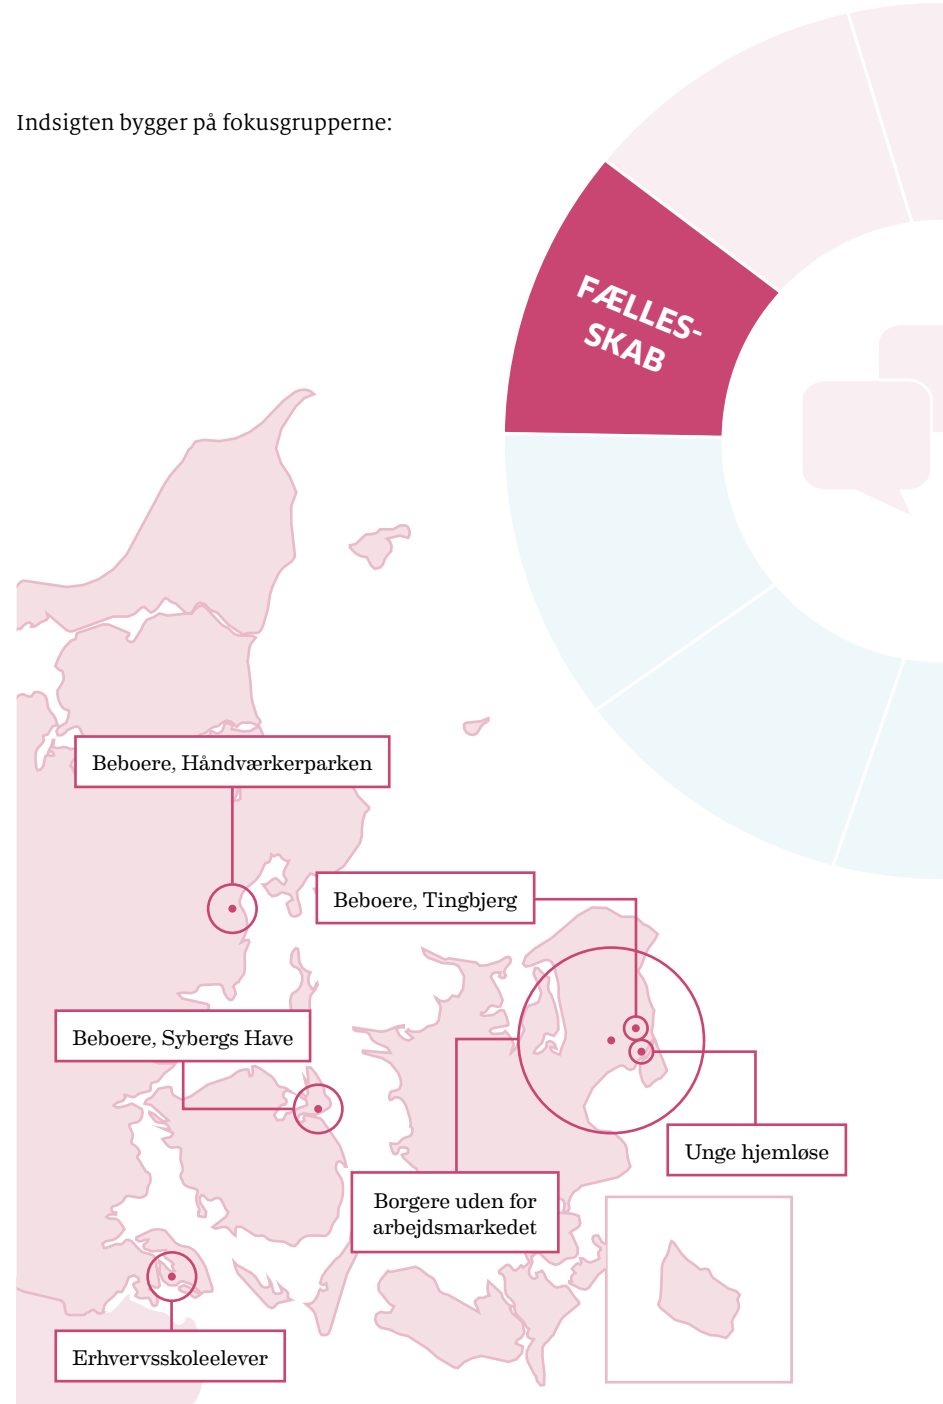 Indsigten bygger på fokusgrupperne:
FÆLLES-
SKAB
Beboere, Håndværkerparken
Beboere, Tingbjerg
Beboere, Sybergs Have
Unge hjemløse
Borgere uden for
arbejdsmarkedet
Erhvervsskoleelever